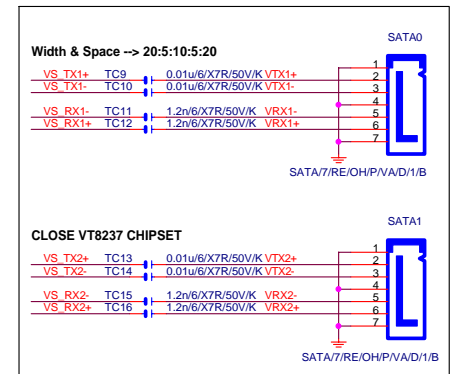 SATA0
Width & Space --> 20:5:10:5:20
1
VS_TX1+ TC9 0.01u/6/X7R/50V/K VTX1+ 2
VS_TX1- TC10 0.01u/6/X7R/50V/K VTX1- 3
4
VS_RX1- TC11 1.2n/6/X7R/50V/K VRX1- 5
VS_RX1+ TC12 1.2n/6/X7R/50V/K VRX1+ 6
7
SATA/7/RE/OH/P/VA/D/1/B
SATA1
CLOSE VT8237 CHIPSET
1
VS_TX2+ TC13 0.01u/6/X7R/50V/K VTX2+ 2
VS_TX2- TC14 0.01u/6/X7R/50V/K VTX2- 3
4
VS_RX2- TC15 1.2n/6/X7R/50V/K VRX2- 5
VS_RX2+ TC16 1.2n/6/X7R/50V/K VRX2+ 6
7
SATA/7/RE/OH/P/VA/D/1/B